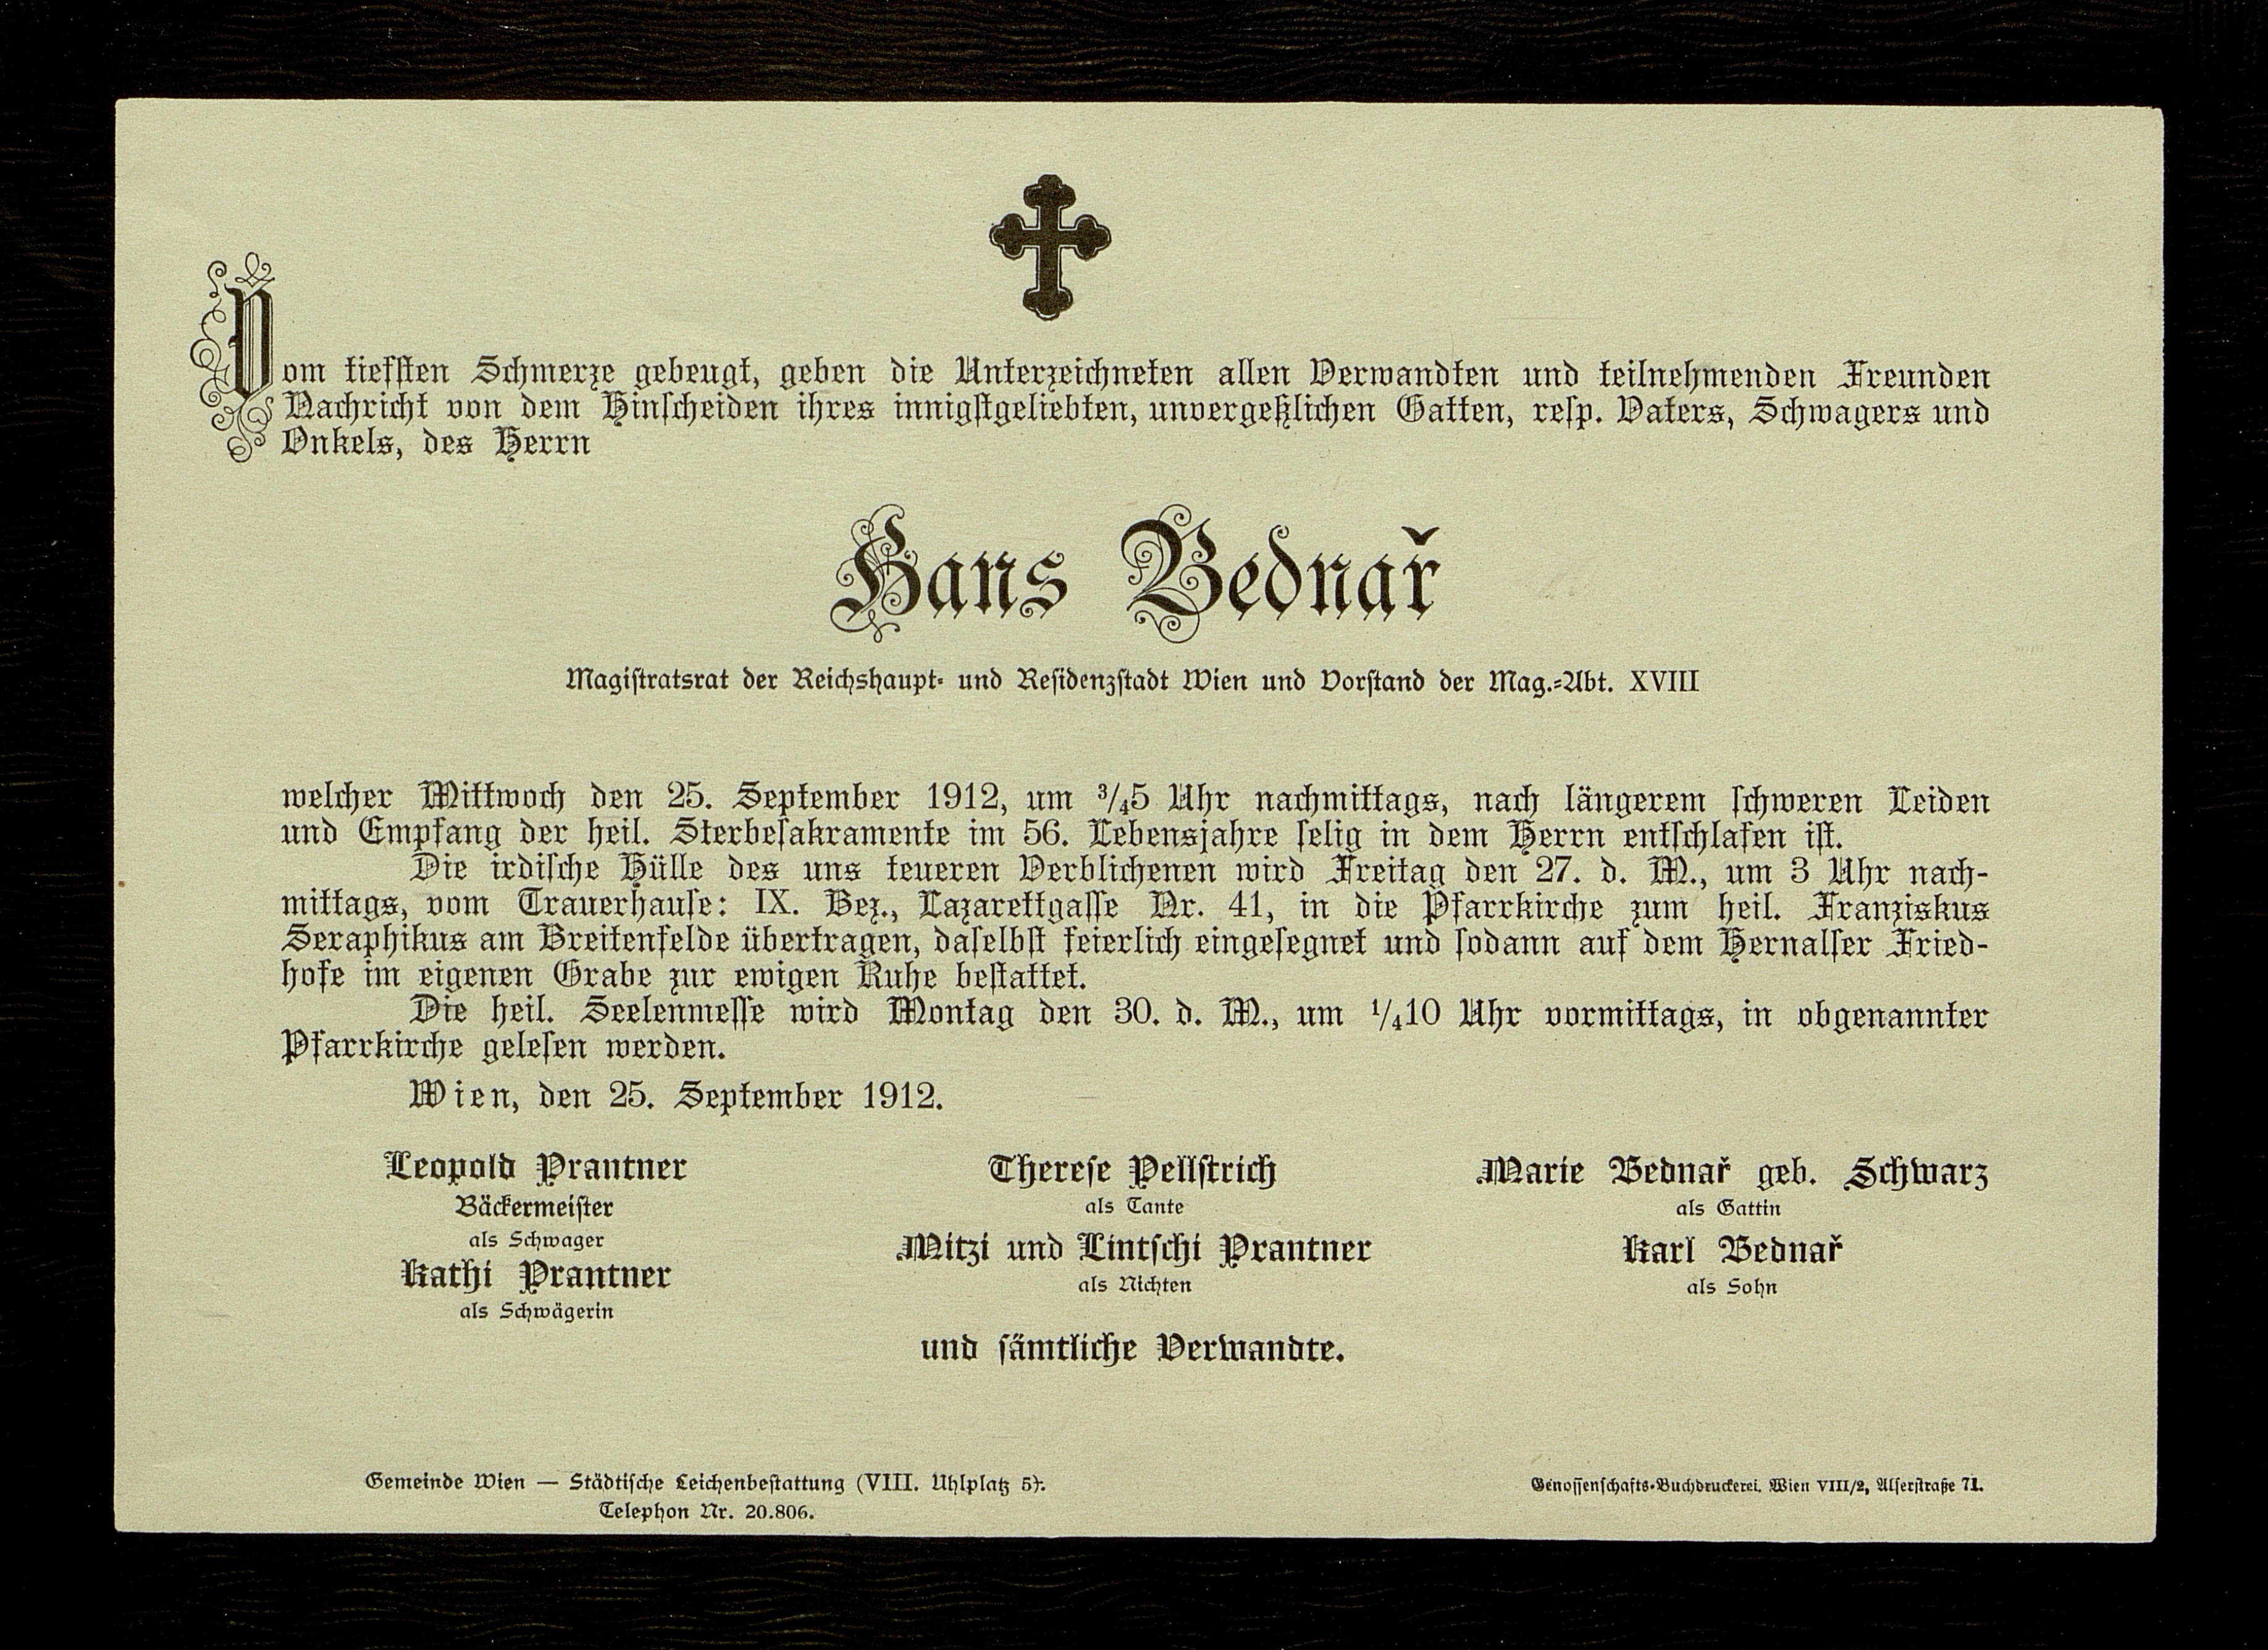 Vom tiefsten Schmerze gebeugt, geben die Unterzeichneten allen Verwandten und teilnehmenden Freunden
Nachricht von dem Hinscheiden ihres innigstgeliebten, unvergeßlichen Gatten, resp. Vaters, Schwagers und
Onkels, des Herrn
Hans Bednař
Magistratsrat der Reichshaupt- und Residenzstadt Wien und Vorstand der Mag.-Abt. XVIII
welcher Mittwoch den 25. September 1912, um 3/45 Uhr nachmittags, nach längerem schweren Leiden
und Empfang der heil. Sterbesakramente im 56. Lebensjahre selig in dem Herrn entschlafen ist.
Die irdische Hülle des uns teueren Verblichenen wird Freitag den 27. d. M., um 3 Uhr nach-
mittags, vom Trauerhause: IX. Bez., Lazarettgasse Nr. 41, in die Pfarrkirche zum heil. Franziskus
Seraphikus am Breitenfelde übertragen, daselbst feierlich eingesegnet und sodann auf dem Hernalser Fried-
hofe im eigenen Grabe zur ewigen Ruhe bestattet.
Die heil. Seelenmesse wird Montag den 30. d. M., um 1/410 Uhr vormittags, in obgenannter
Pfarrkirche gelesen werden.
Wien, den 25. September 1912.
Leopold Prantner
Bäckermeister
als Schwager
Kathi Prantner
als Schwägerin
Therese Pellstrich
als Tante
Mitzi und Lintschi Prantner
als Nichten
Marie Bednař geb. Schwarz
als Gattin
Karl Bednař
als Sohn
und sämtliche Verwandte.
Gemeinde Wien — Städtische Leichenbestattung (VIII. Uhlplatz 5).
Telephon Nr. 20.806.
Genossenschafts-Buchdruckerei. Wien VIII/2, Alserstraße 71.